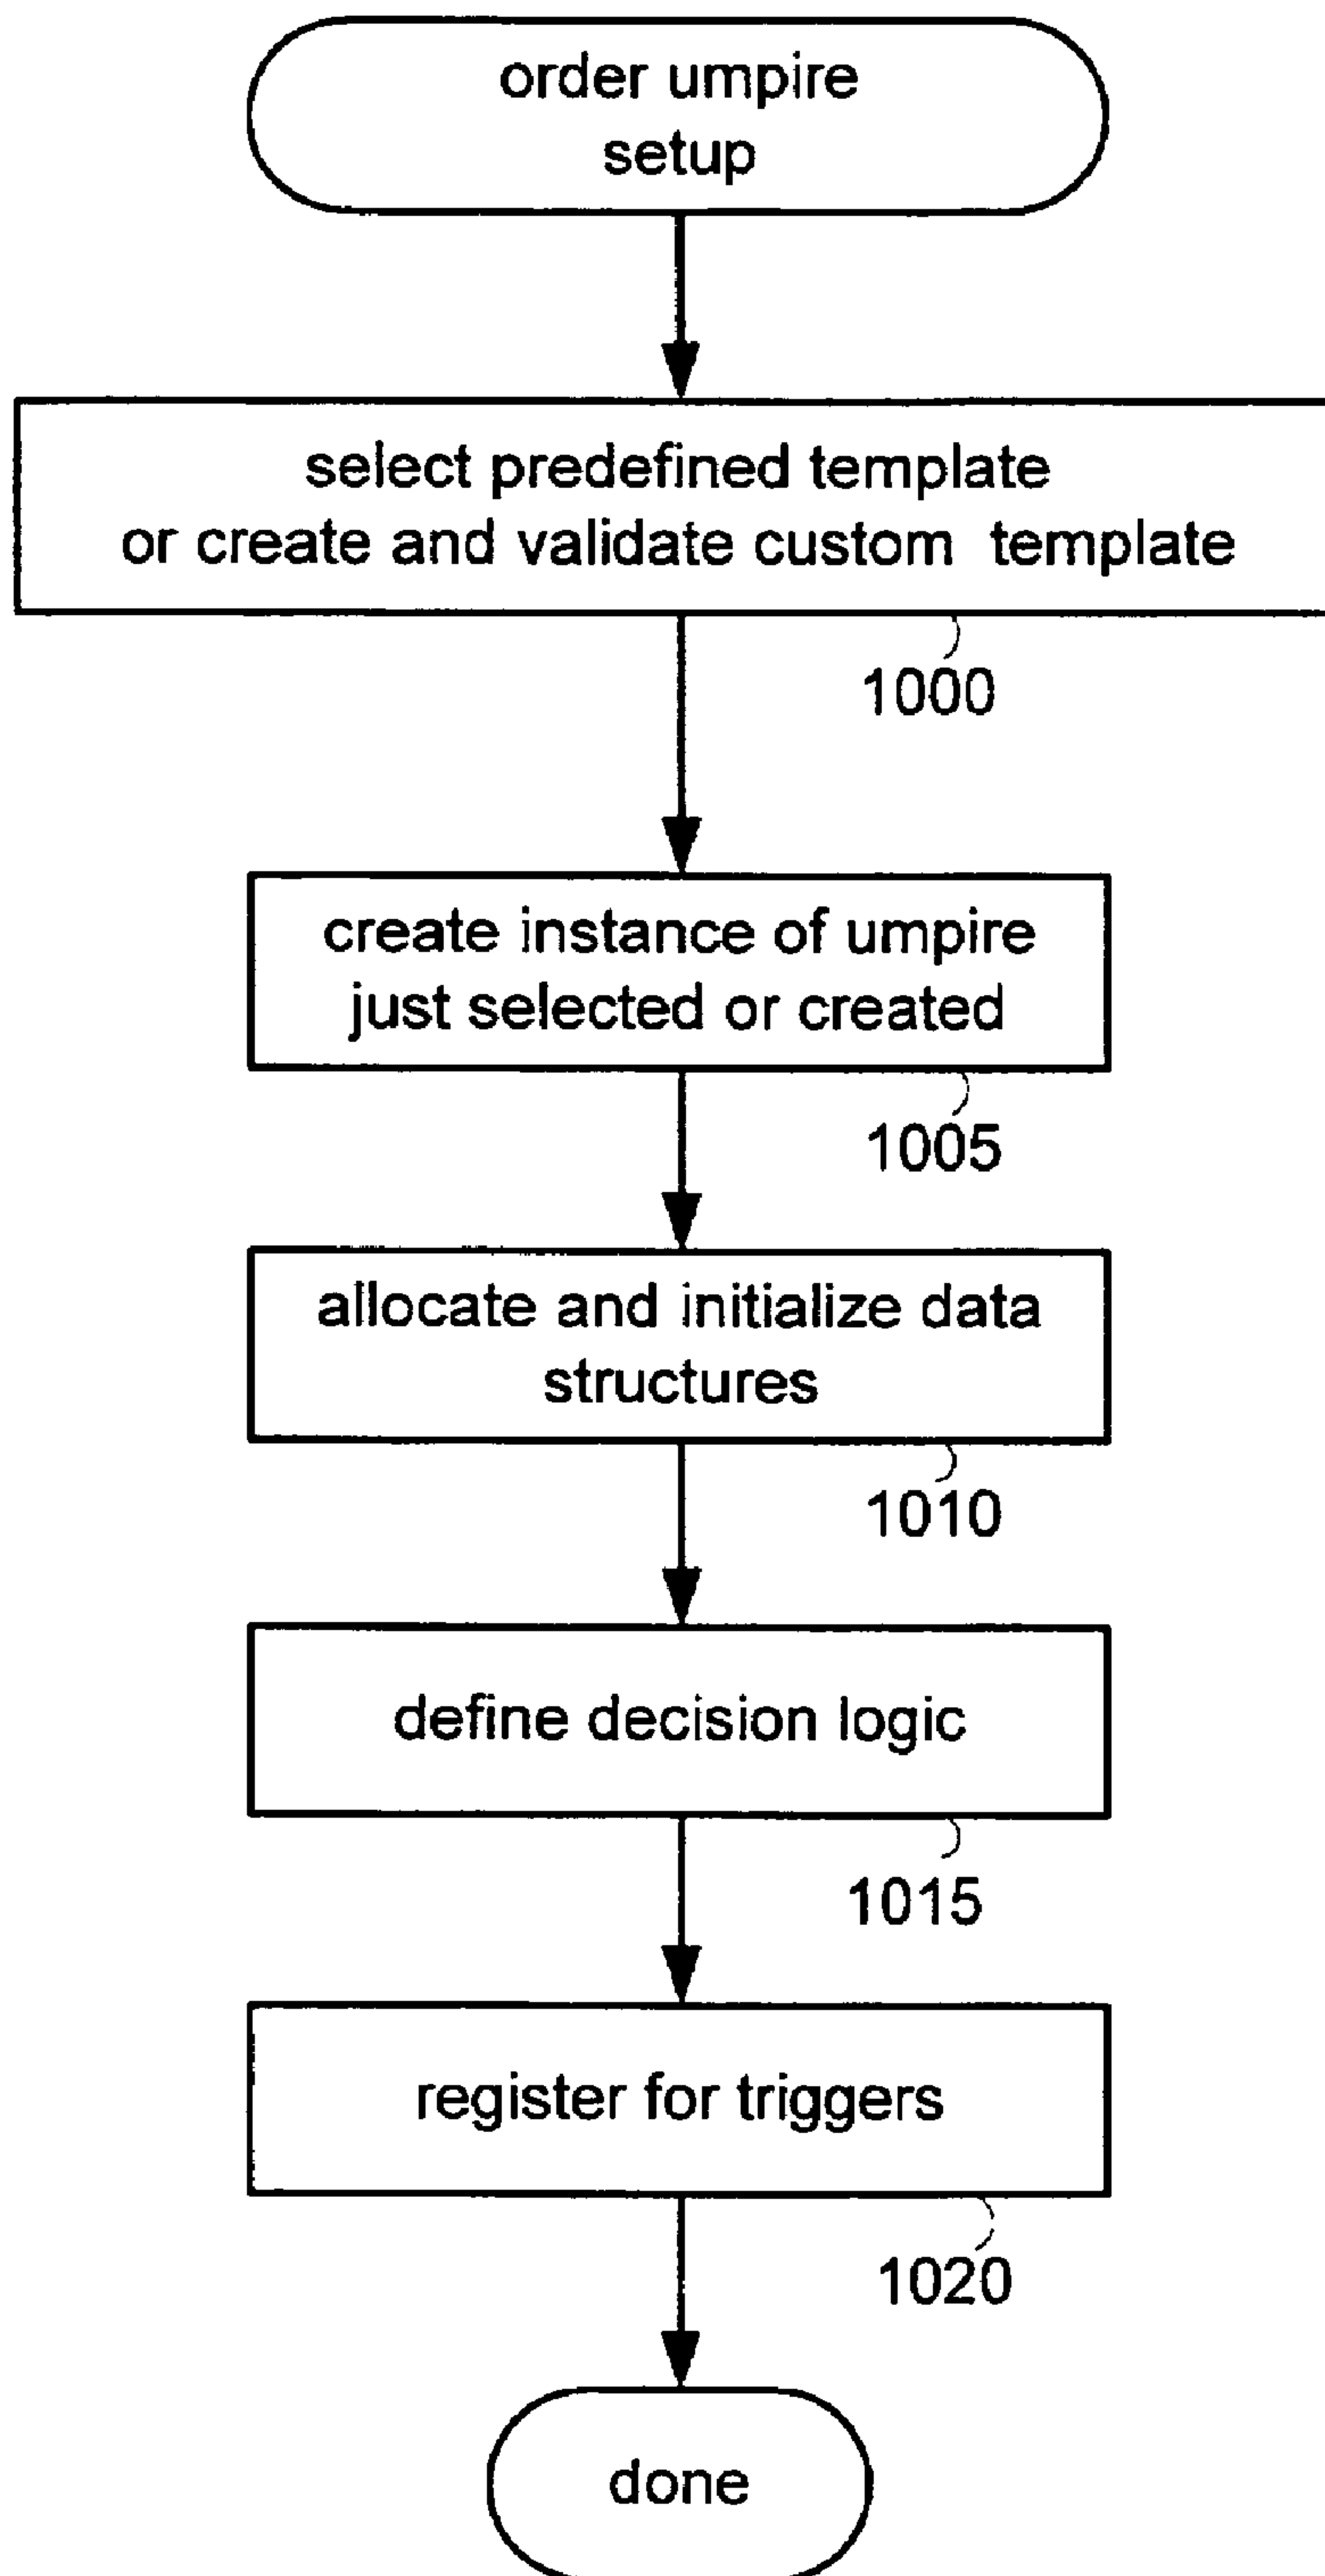 order umpire
setup
select predefined template
or create and validate custom template
1000
create instance of umpire
just selected or created
1005
allocate and initialize data
structures
1010
define decision logic
1015
register for triggers
1020
done